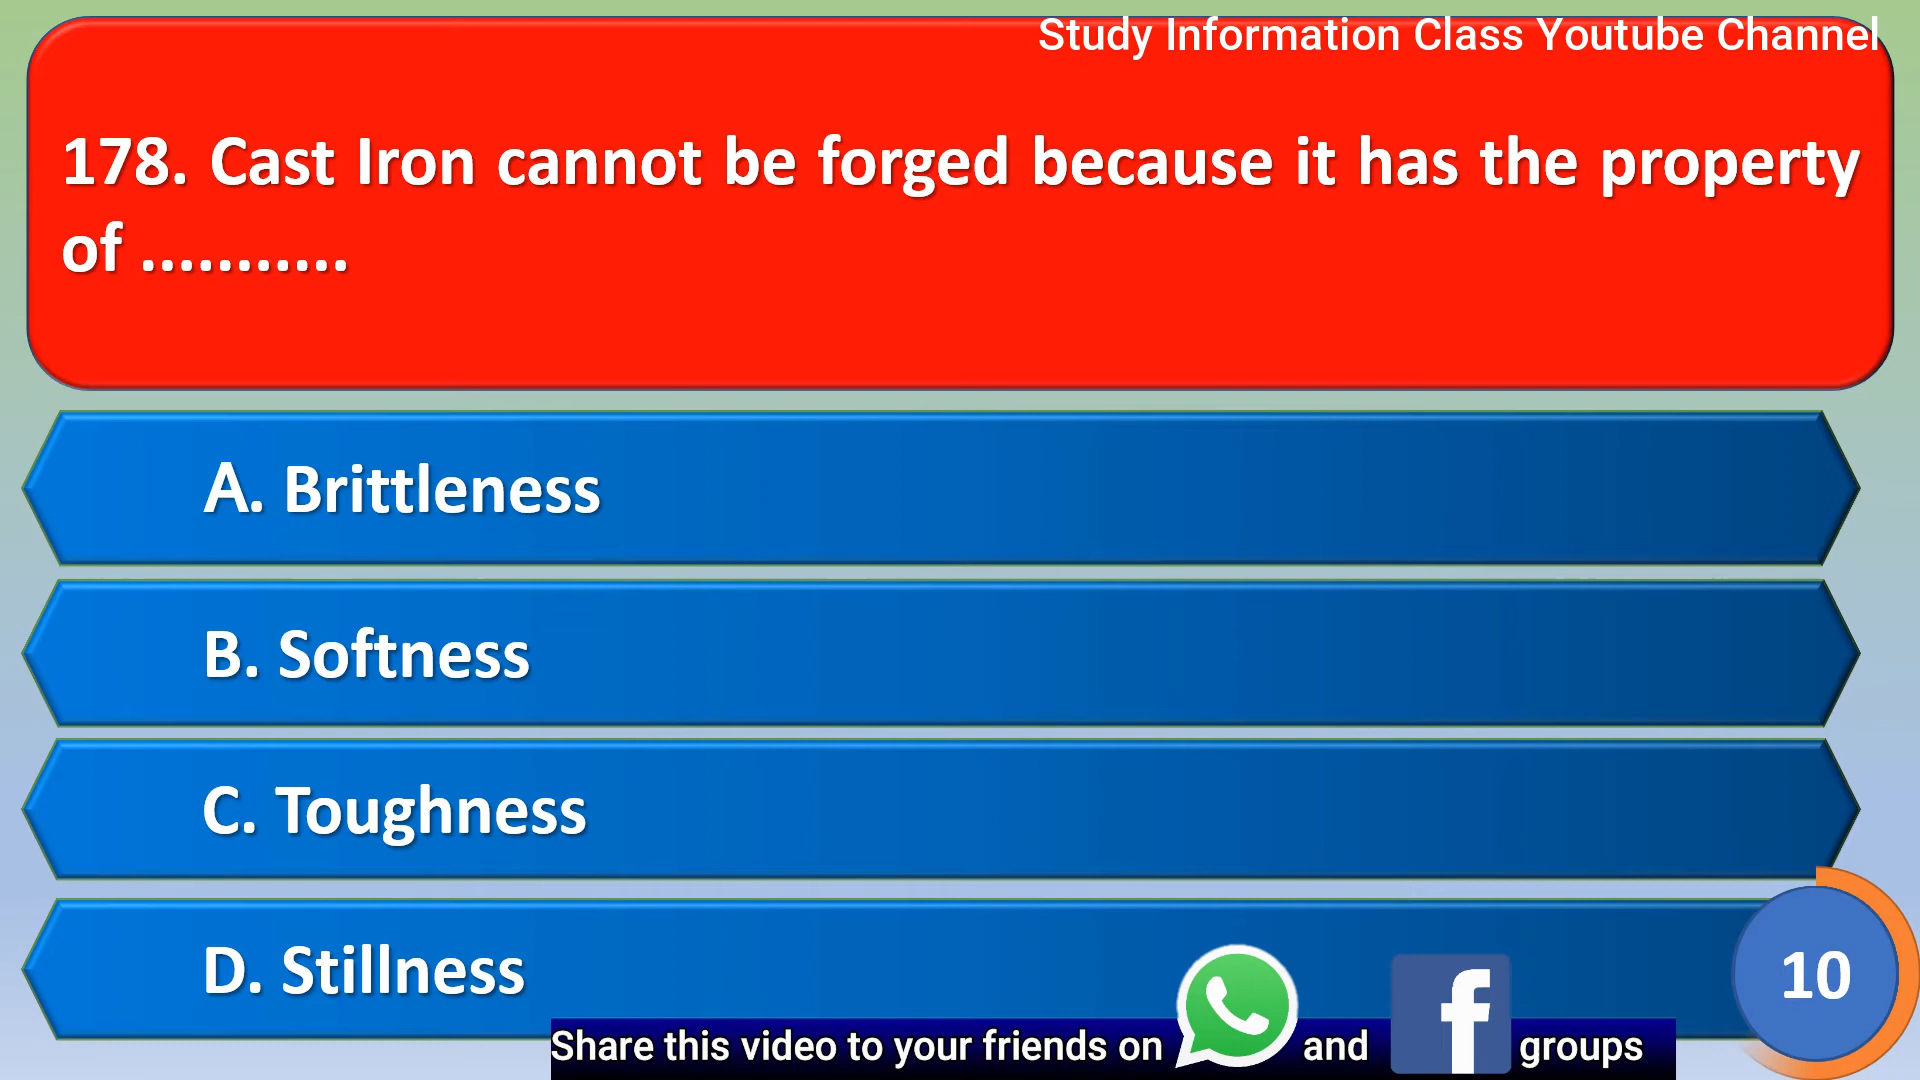 Study Information Class Youtube Channel
178. Cast Iron cannot be forged because it has the property
of ...........
A. Brittleness
B. Softness
C. Toughness
D. Stillness
10
Share this video to your friends on and groups